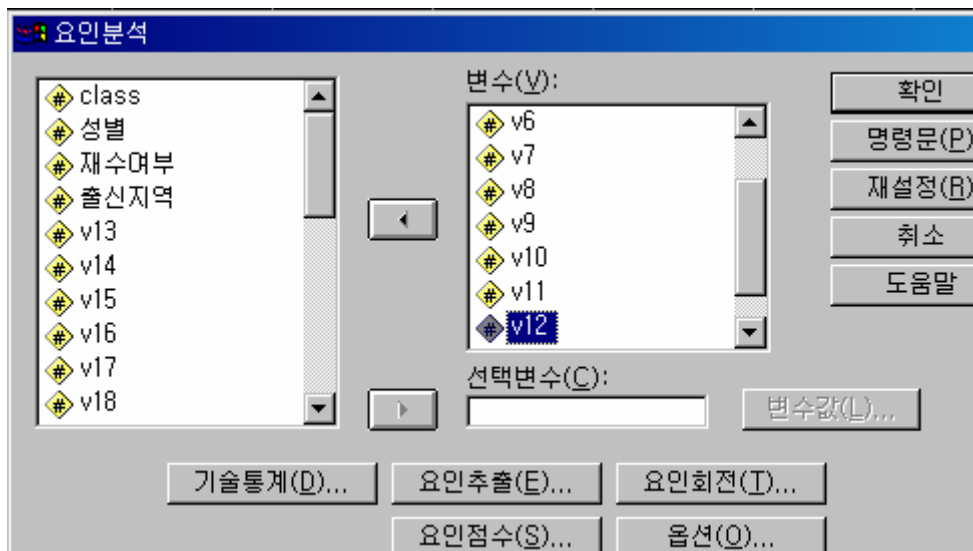 요인분석
class
성별
재수여부
출신지역
v13
v14
v15
v16
v17
v18
변수(V):
v6
v7
v8
v9
v10
v11
v12
선택변수(C):
변수값(L)...
확인
명령문(P)
재설정(R)
취소
도움말
기술통계(D)...
요인추출(E)...
요인회전(T)...
요인점수(S)...
옵션(O)...